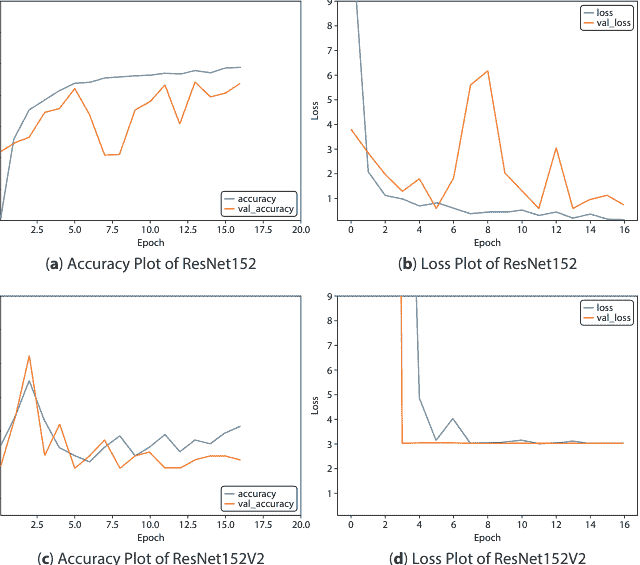 accuracy
val_accuracy
2.5 5.0 7.5 10.0 12.5 15.0 17.5 20.0
Epoch
(a) Accuracy Plot of ResNet152
9
8
7
6
5
4
3
2
1
Loss
loss
val_loss
0 2 4 6 8 10 12 14 16
Epoch
(b) Loss Plot of ResNet152
accuracy
val_accuracy
2.5 5.0 7.5 10.0 12.5 15.0 17.5 20.0
Epoch
(c) Accuracy Plot of ResNet152V2
9
8
7
6
5
4
3
2
1
Loss
loss
val_loss
0 2 4 6 8 10 12 14 16
Epoch
(d) Loss Plot of ResNet152V2